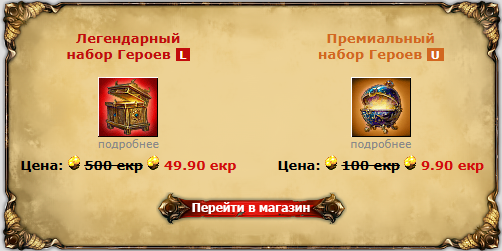 Легендарный
набор Героев L
Премиальный
набор Героев U
подробнее
подробнее
Цена: 500 екр 49.90 екр
Цена: 100 екр 9.90 екр
Перейти в магазин